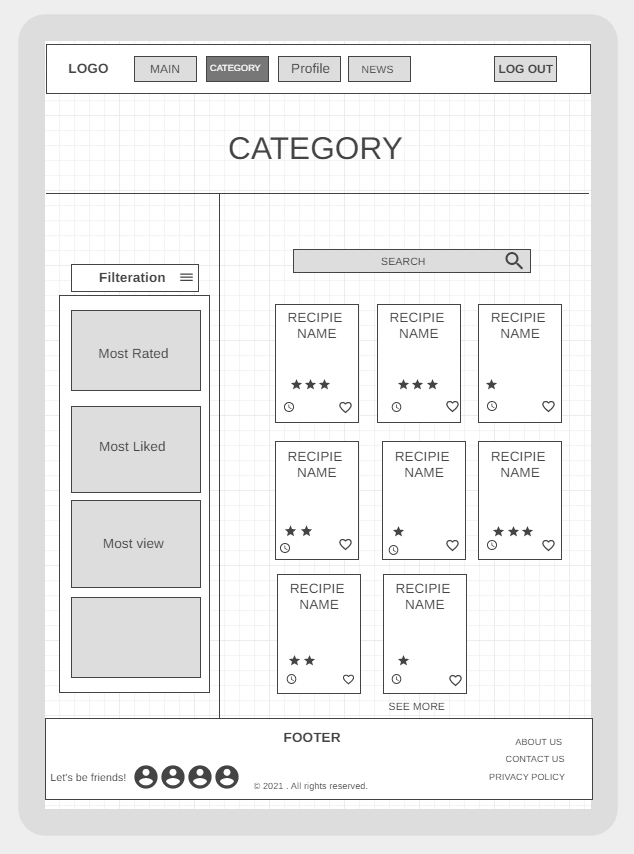 LOGO MAIN CATEGORY Profile NEWS LOG OUT
CATEGORY
SEARCH
Filteration
Most Rated
Most Liked
Most view
RECIPIE
NAME
RECIPIE
NAME
RECIPIE
NAME
RECIPIE
NAME
RECIPIE
NAME
RECIPIE
NAME
RECIPIE
NAME
RECIPIE
NAME
SEE MORE
FOOTER
Let's be friends!
© 2021 . All rights reserved.
ABOUT US
CONTACT US
PRIVACY POLICY